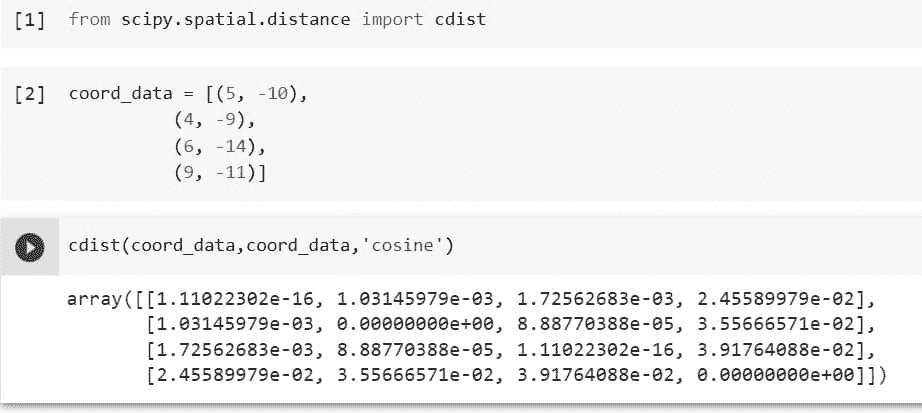 [1] from scipy.spatial.distance import cdist
[2] coord_data = [(5, -10),
(4, -9),
(6, -14),
(9, -11)]
cdist(coord_data,coord_data,'cosine')
array([[1.11022302e-16, 1.03145979e-03, 1.72562683e-03, 2.45589979e-02],
[1.03145979e-03, 0.00000000e+00, 8.88770388e-05, 3.55666571e-02],
[1.72562683e-03, 8.88770388e-05, 1.11022302e-16, 3.91764088e-02],
[2.45589979e-02, 3.55666571e-02, 3.91764088e-02, 0.00000000e+00]])